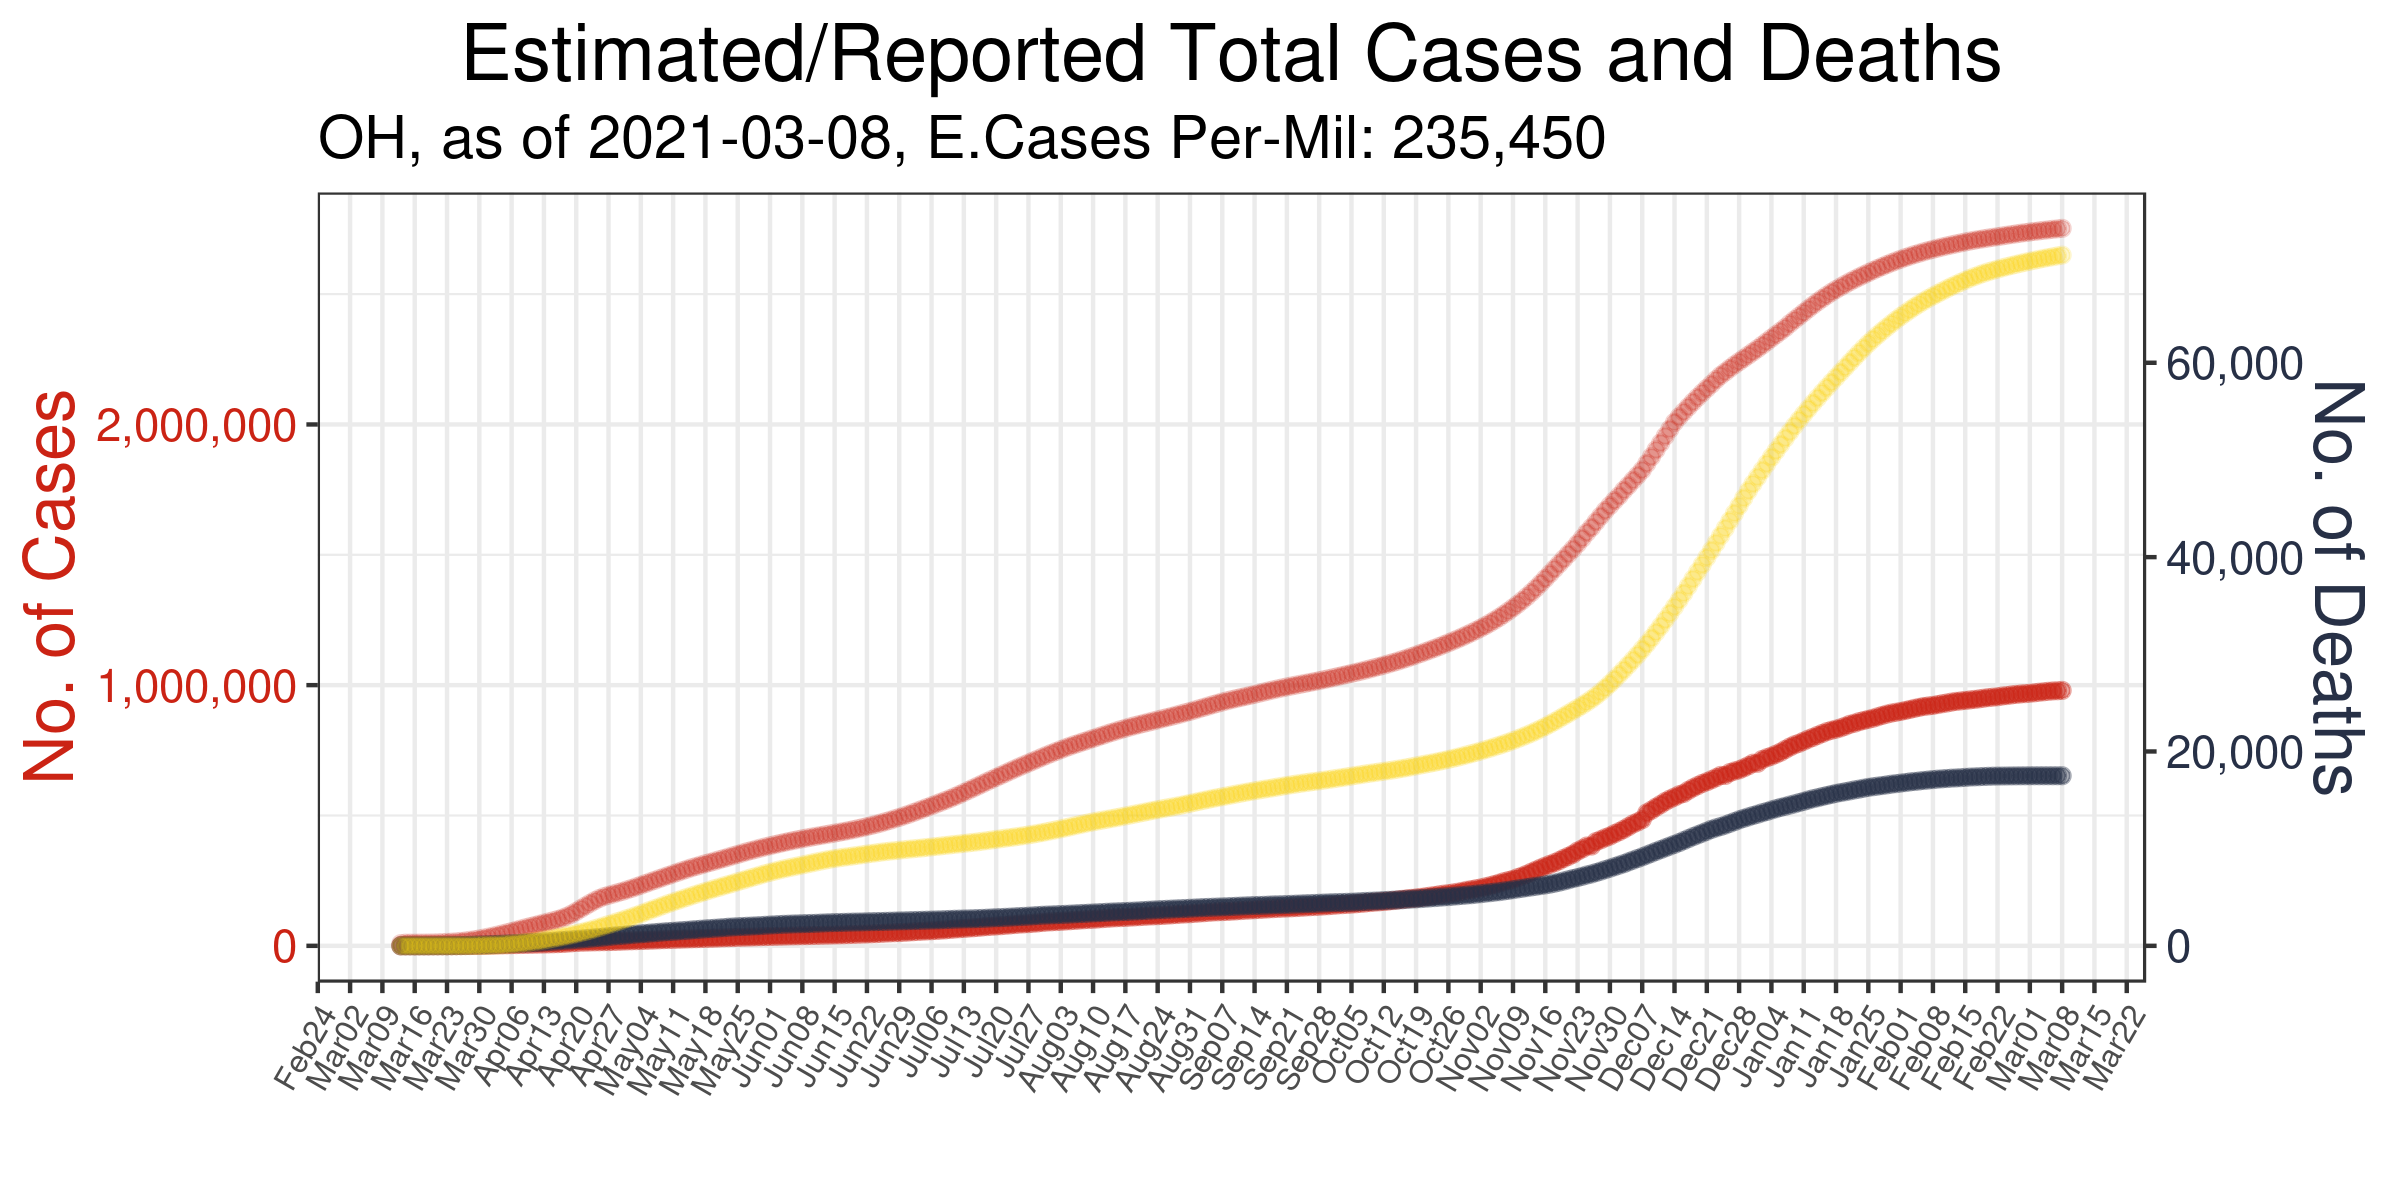 Estimated/Reported Total Cases and Deaths
OH, as of 2021-03-08, E.Cases Per-Mil: 235,450
No. of Cases
2,000,000
1,000,000
0
60,000
40,000
20,000
0
No. of Deaths
Feb24
Mar02
Mar09
Mar16
Mar23
Mar30
Apr06
Apr13
Apr20
Apr27
May04
May11
May18
May25
Jun01
Jun08
Jun15
Jun22
Jun29
Jul06
Jul13
Jul20
Jul27
Aug03
Aug10
Aug17
Aug24
Aug31
Sep07
Sep14
Sep21
Sep28
Oct05
Oct12
Oct19
Oct26
Nov02
Nov09
Nov16
Nov23
Nov30
Dec07
Dec14
Dec21
Dec28
Jan04
Jan11
Jan18
Jan25
Feb01
Feb08
Feb15
Feb22
Mar01
Mar08
Mar15
Mar22